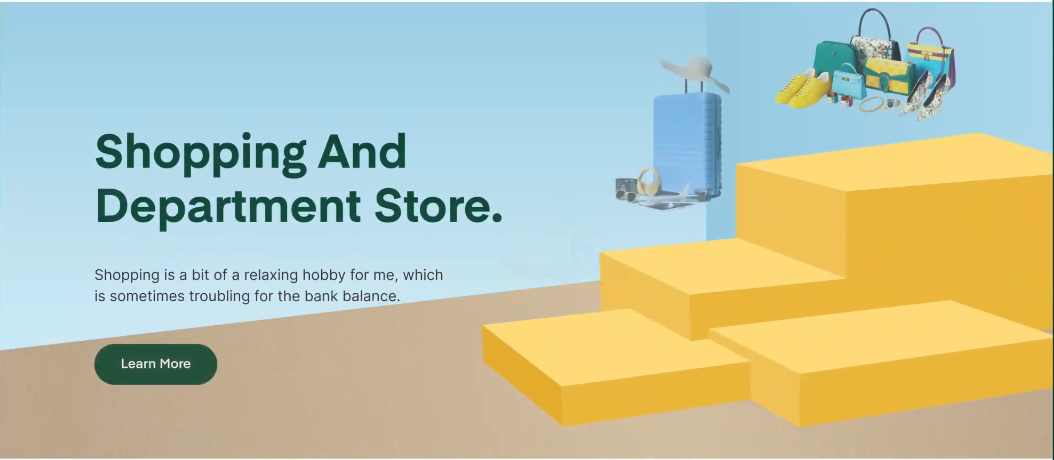 Shopping And
Department Store.
Shopping is a bit of a relaxing hobby for me, which
is sometimes troubling for the bank balance.
Learn More